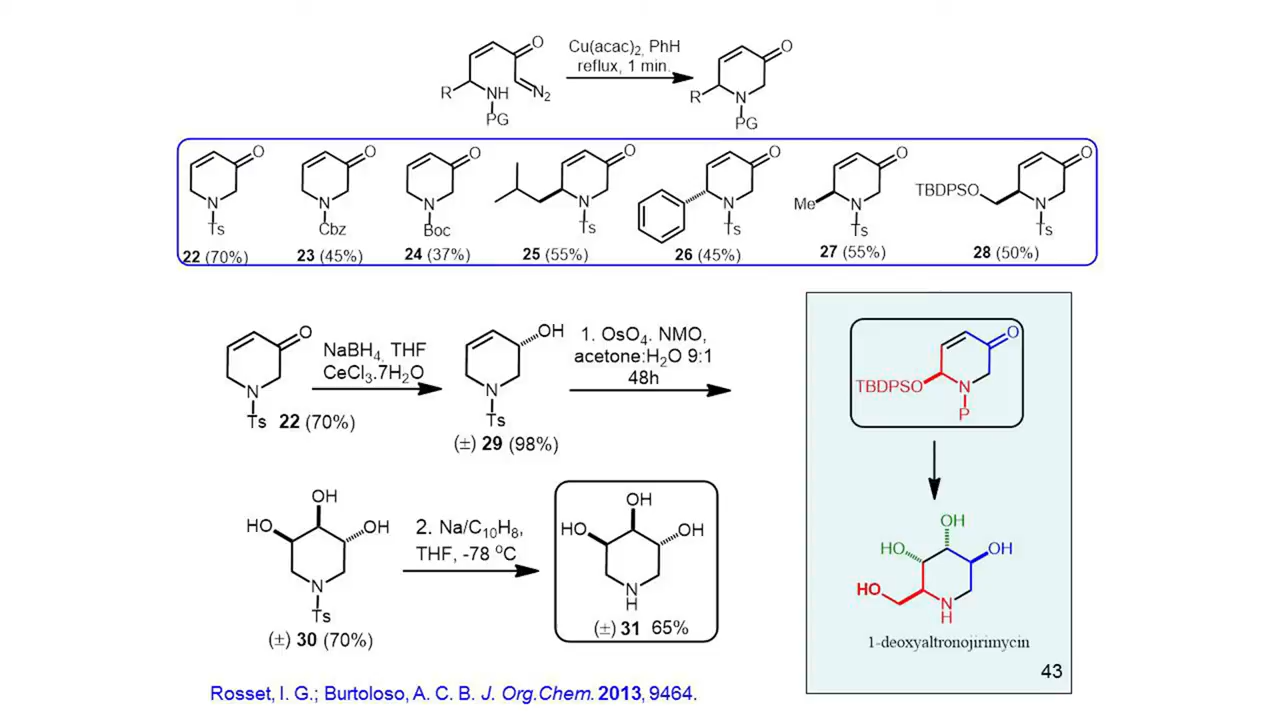 O
R
NH
N₂
PG
Cu(acac)₂, PhH
reflux, 1 min.
O
R
N
PG
O
N
Ts
22 (70%)
O
N
Cbz
23 (45%)
O
N
Boc
24 (37%)
O
N
Ts
25 (55%)
O
N
Ts
26 (45%)
O
Me
N
Ts
27 (55%)
O
TBDPSO
N
Ts
28 (50%)
O
N
Ts
22 (70%)
NaBH₄, THF
CeCl₃.7H₂O
OH
N
Ts
(±) 29 (98%)
1. OsO₄. NMO,
acetone:H₂O 9:1
48h
OH
HO
OH
N
Ts
(±) 30 (70%)
2. Na/C₁₀H₈,
THF, -78 ºC
OH
HO
OH
N
H
(±) 31 65%
O
TBDPSO
N
P
OH
HO
OH
HO
N
H
1-deoxyaltronojirimycin
43
Rosset, I. G.; Burtoloso, A. C. B. J. Org.Chem. 2013, 9464.